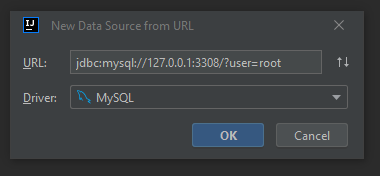 IJ New Data Source from URL
URL: jdbc:mysql://127.0.0.1:3308/?user=root
Driver: MySQL
OK Cancel